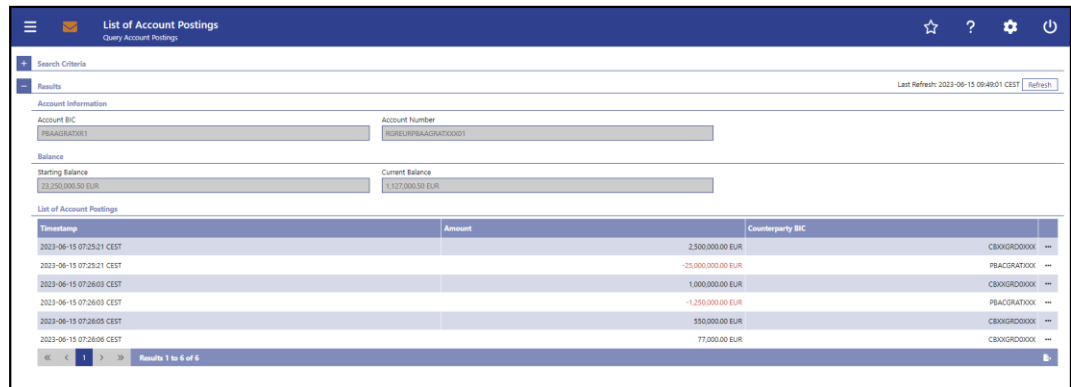 List of Account Postings
Query Account Postings
?
+ Search Criteria
− Results
Last Refresh: 2023-06-15 09:49:01 CEST Refresh
Account Information
Account BIC Account Number
PBAAGRATXR1 RGREURPBAAGRATXXX01
Balance
Starting Balance Current Balance
23,250,000.50 EUR 1,127,000.50 EUR
List of Account Postings
Timestamp Amount Counterparty BIC
2023-06-15 07:25:21 CEST 2,500,000.00 EUR CBXXGRD0XXX ...
2023-06-15 07:25:21 CEST -25,000,000.00 EUR PBACGRATXXX ...
2023-06-15 07:26:03 CEST 1,000,000.00 EUR CBXXGRD0XXX ...
2023-06-15 07:26:03 CEST -1,250,000.00 EUR PBACGRATXXX ...
2023-06-15 07:26:05 CEST 550,000.00 EUR CBXXGRD0XXX ...
2023-06-15 07:26:06 CEST 77,000.00 EUR CBXXGRD0XXX ...
« < 1 > » Results 1 to 6 of 6